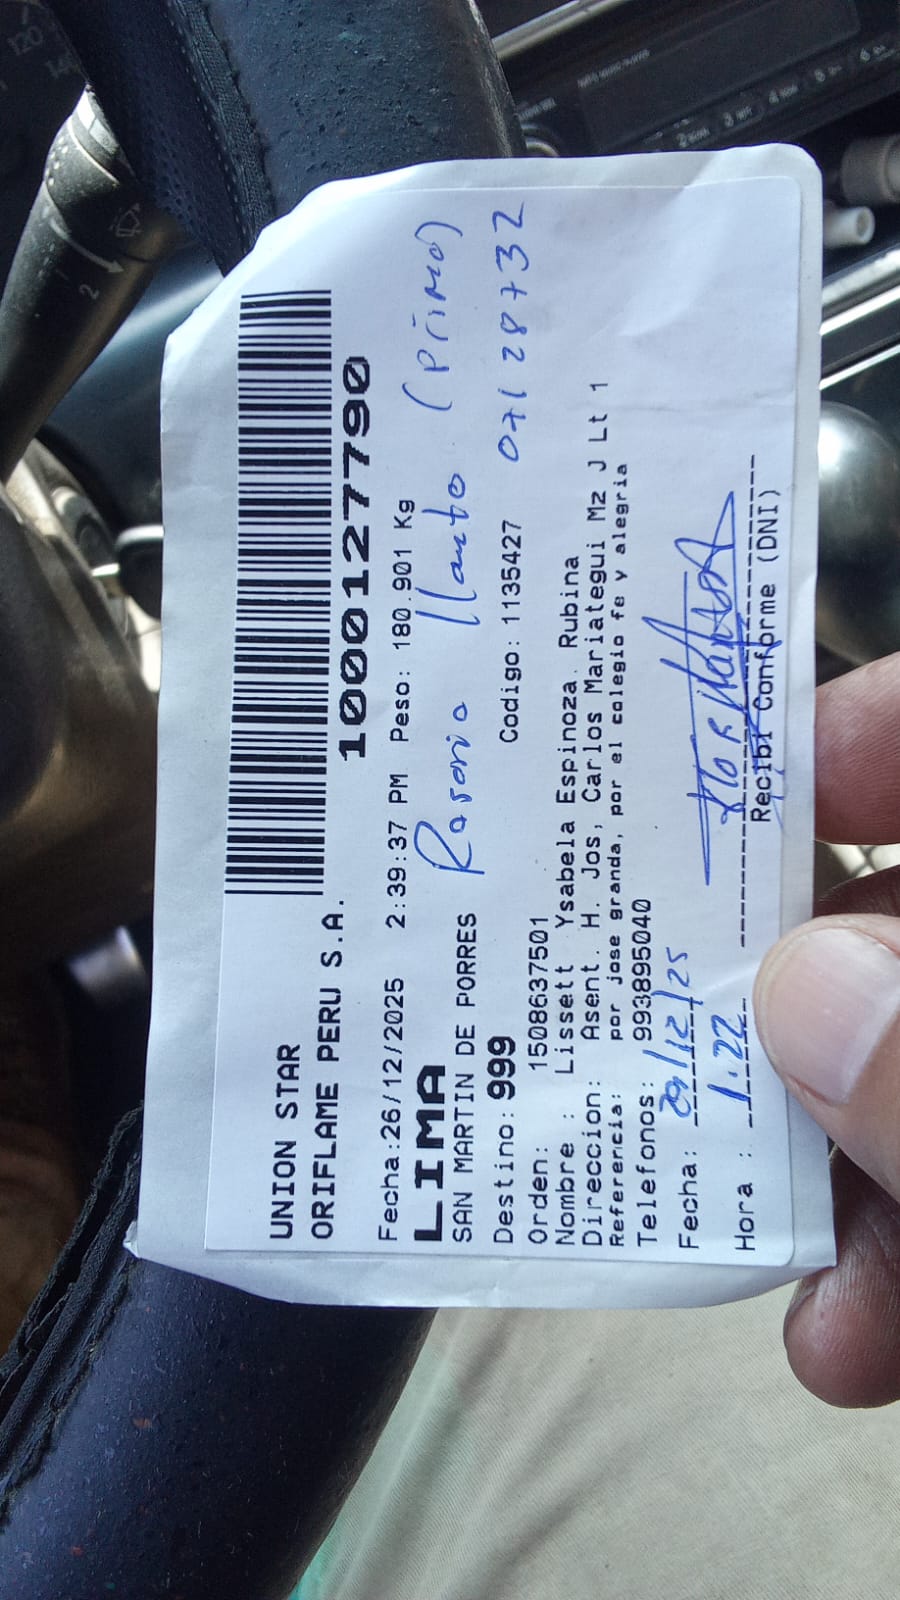 UNION STAR
ORIFLAME PERU S.A.
1000127790
Fecha:26/12/2025 2:39:37 PM Peso: 180.901 Kg
LIMA
Rosario Llanto (Primo)
SAN MARTIN DE PORRES
Destino: 999 Codigo: 1135427 07128732
Orden: 1508637501
Nombre : Lissett Ysabela Espinoza. Rubina
Direccion: Asent. H. Jos, Carlos Mariategui Mz J Lt 1
Referencia: por jose granda, por el colegio fe y alegria
Telefonos: 993895040
Fecha: 29/12/25
Hora : 1:22
Recibi Conforme (DNI)